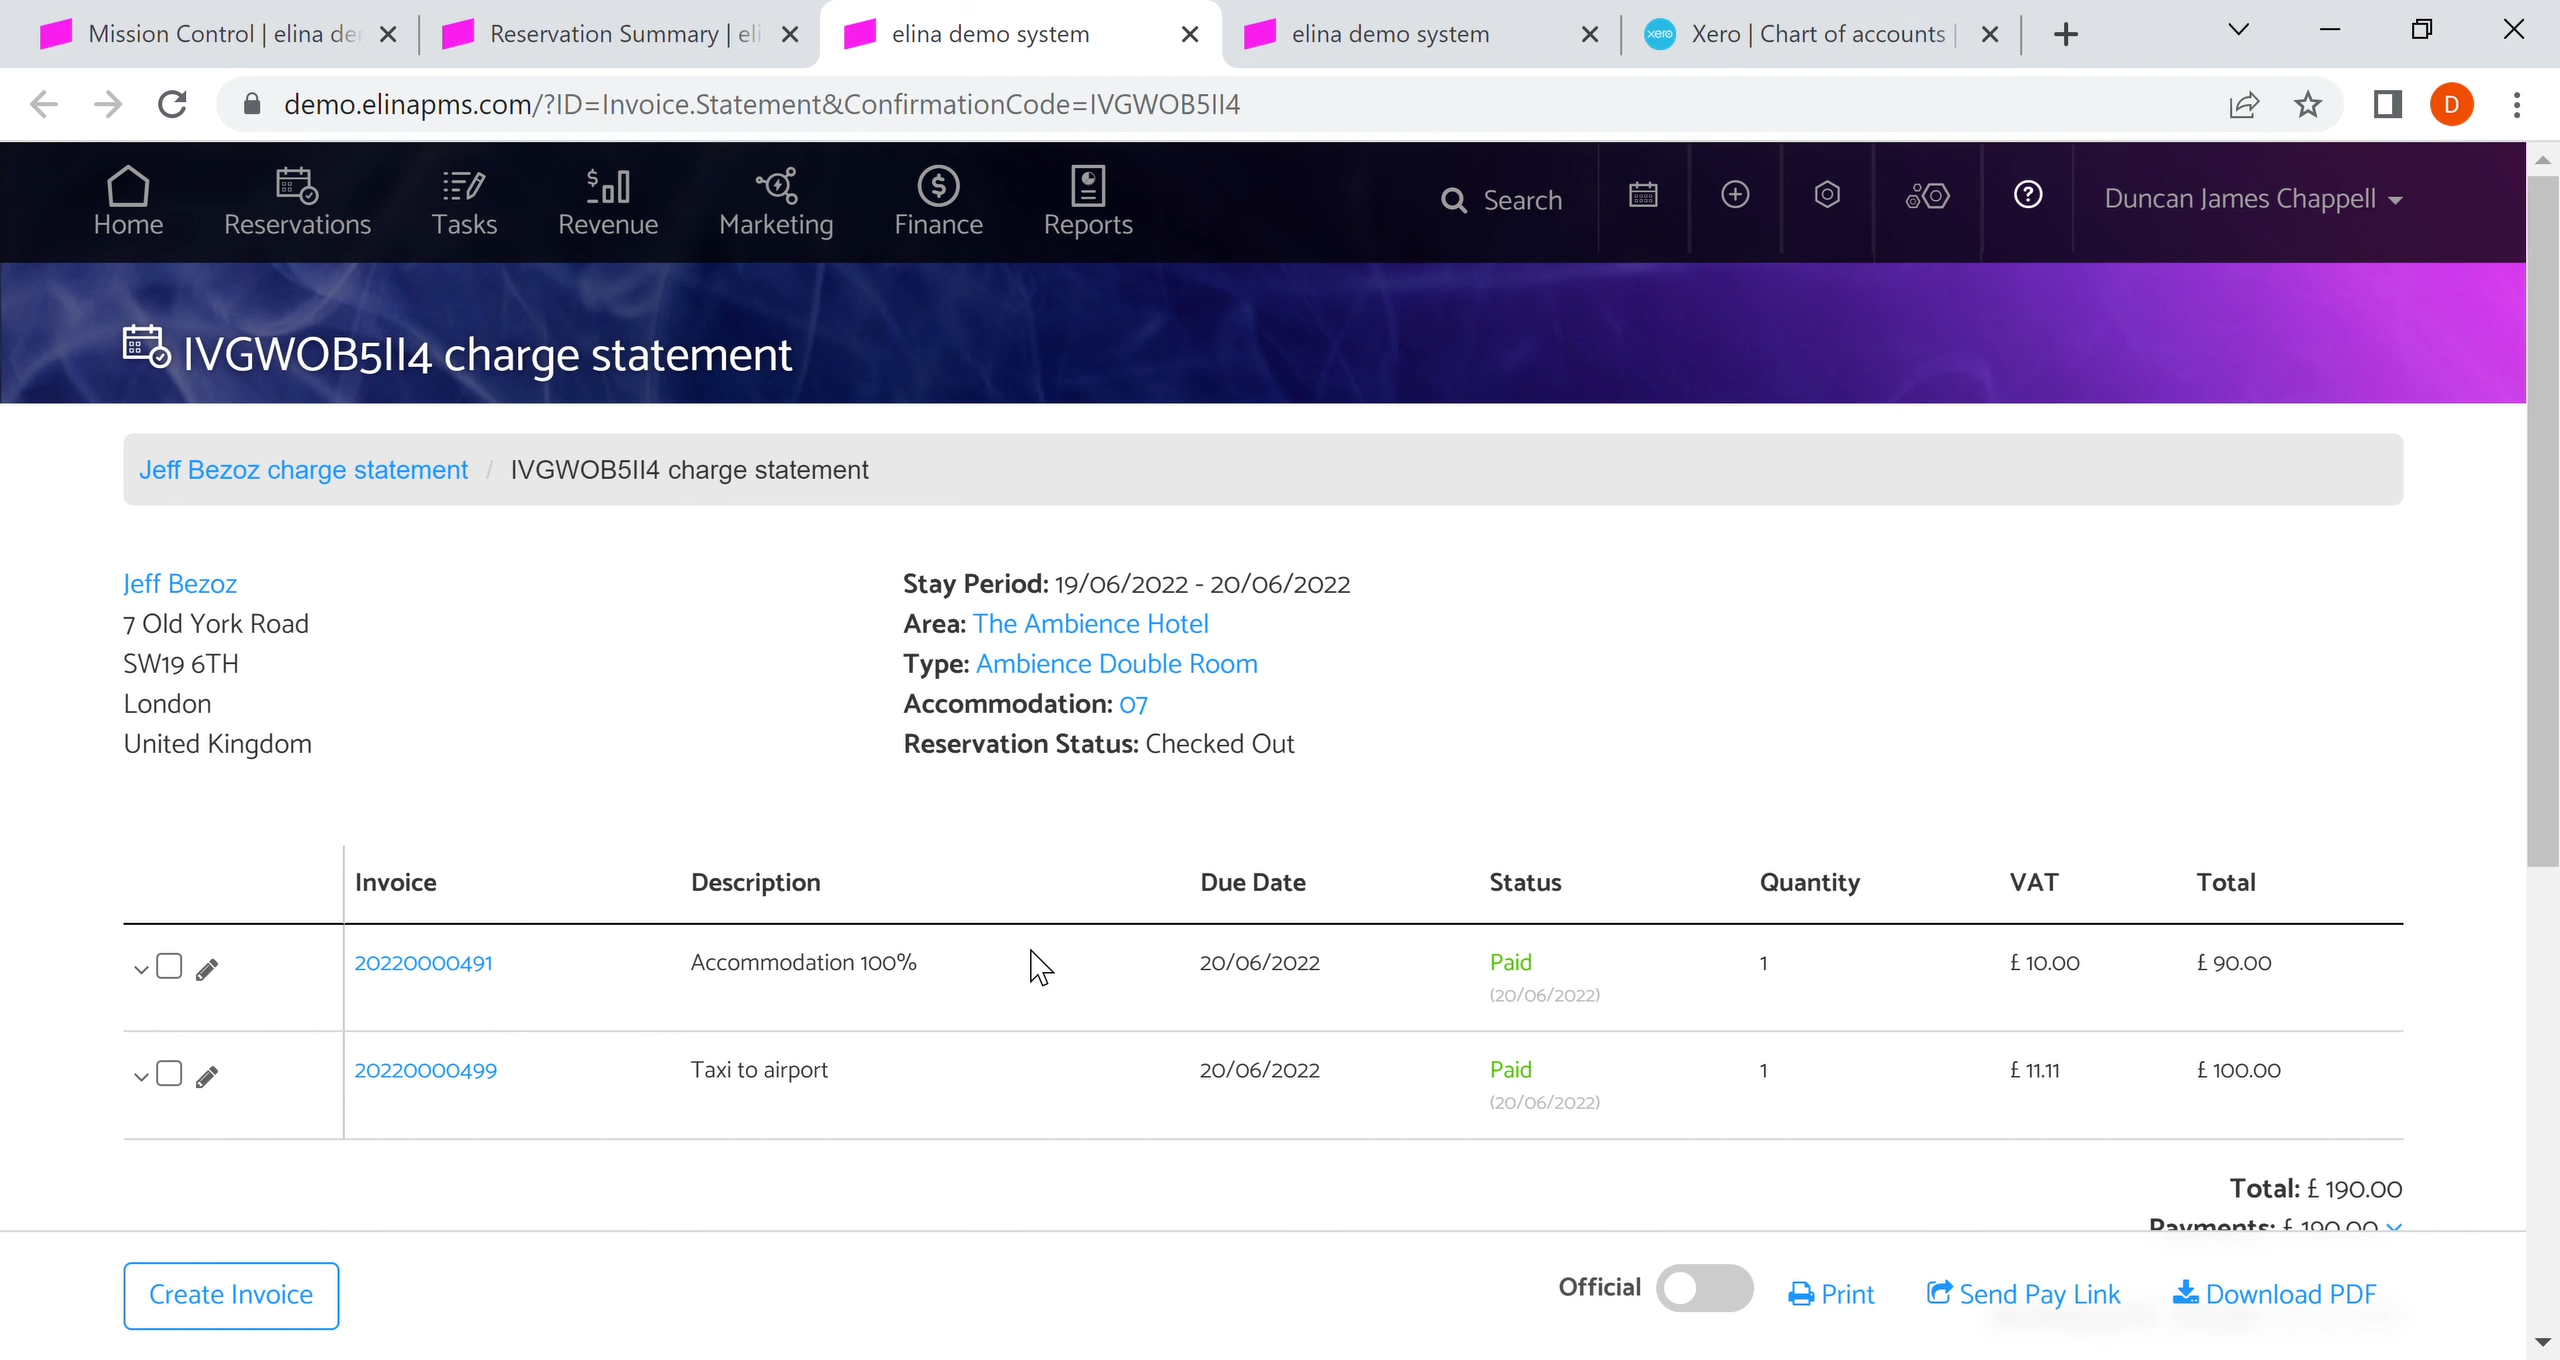 Mission Control | elina de
Reservation Summary | eli
elina demo system
elina demo system
xero
Xero | Chart of accounts |
demo.elinapms.com/?ID=Invoice.Statement&ConfirmationCode=IVGWOB5II4
D
Home
Reservations
Tasks
Revenue
Marketing
Finance
Reports
Search
Duncan James Chappell
IVGWOB5II4 charge statement
Jeff Bezoz charge statement / IVGWOB5II4 charge statement
Jeff Bezoz
7 Old York Road
SW19 6TH
London
United Kingdom
Stay Period: 19/06/2022 - 20/06/2022
Area: The Ambience Hotel
Type: Ambience Double Room
Accommodation: 07
Reservation Status: Checked Out
Invoice Description Due Date Status Quantity VAT Total
20220000491 Accommodation 100% 20/06/2022 Paid 1 £ 10.00 £ 90.00
(20/06/2022)
20220000499 Taxi to airport 20/06/2022 Paid 1 £ 11.11 £ 100.00
(20/06/2022)
Total: £ 190.00
Payments: £ 190.00
Create Invoice
Official
Print
Send Pay Link
Download PDF